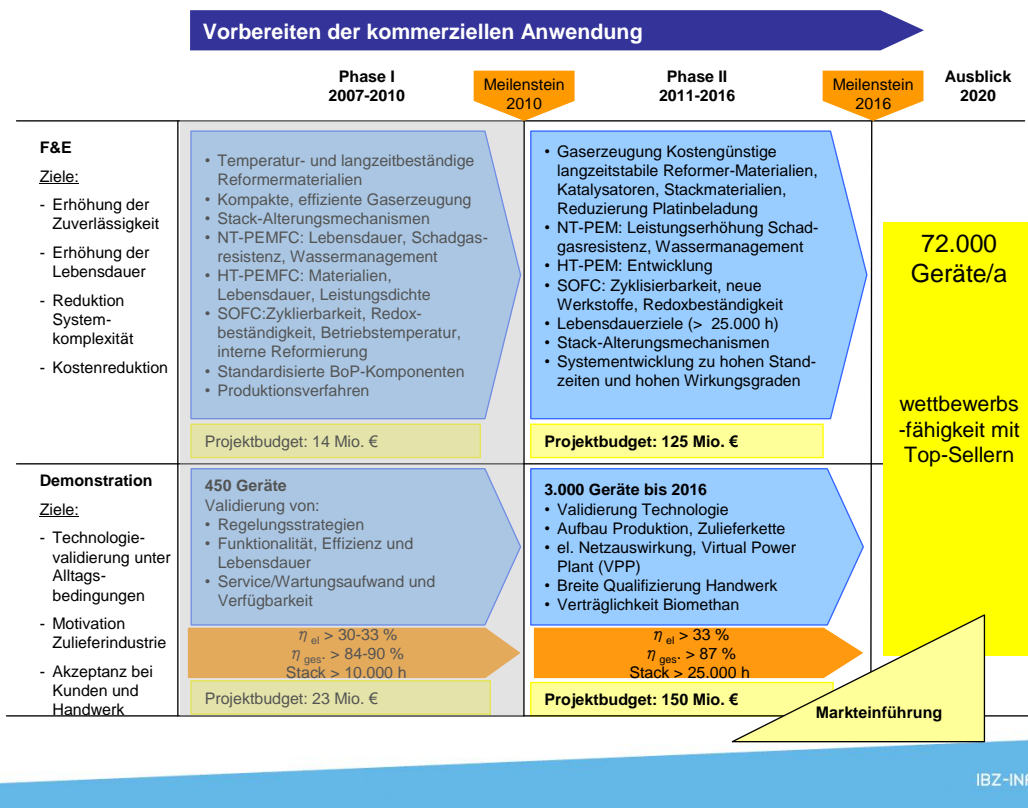 Vorbereiten der kommerziellen Anwendung
Phase I
2007-2010
Meilenstein
2010
Phase II
2011-2016
Meilenstein
2016
Ausblick
2020
F&E
Ziele:
- Erhöhung der
Zuverlässigkeit
- Erhöhung der
Lebensdauer
- Reduktion
System-
komplexität
- Kostenreduktion
• Temperatur- und langzeitbeständige
Reformermaterialien
• Kompakte, effiziente Gaserzeugung
• Stack-Alterungsmechanismen
• NT-PEMFC: Lebensdauer, Schadgas-
resistenz, Wassermanagement
• HT-PEMFC: Materialien,
Lebensdauer, Leistungsdichte
• SOFC:Zyklierbarkeit, Redox-
beständigkeit, Betriebstemperatur,
interne Reformierung
• Standardisierte BoP-Komponenten
• Produktionsverfahren
Projektbudget: 14 Mio. €
• Gaserzeugung Kostengünstige
langzeitstabile Reformer-Materialien,
Katalysatoren, Stackmaterialien,
Reduzierung Platinbeladung
• NT-PEM: Leistungserhöhung Schad-
gasresistenz, Wassermanagement
• HT-PEM: Entwicklung
• SOFC: Zyklisierbarkeit, neue
Werkstoffe, Redoxbeständigkeit
• Lebensdauerziele (> 25.000 h)
• Stack-Alterungsmechanismen
• Systementwicklung zu hohen Stand-
zeiten und hohen Wirkungsgraden
Projektbudget: 125 Mio. €
72.000
Geräte/a
wettbewerbs
-fähigkeit mit
Top-Sellern
Demonstration
Ziele:
- Technologie-
validierung unter
Alltags-
bedingungen
- Motivation
Zulieferindustrie
- Akzeptanz bei
Kunden und
Handwerk
450 Geräte
Validierung von:
• Regelungsstrategien
• Funktionalität, Effizienz und
Lebensdauer
• Service/Wartungsaufwand und
Verfügbarkeit
η el > 30-33 %
η ges. > 84-90 %
Stack > 10.000 h
Projektbudget: 23 Mio. €
3.000 Geräte bis 2016
• Validierung Technologie
• Aufbau Produktion, Zulieferkette
• el. Netzauswirkung, Virtual Power
Plant (VPP)
• Breite Qualifizierung Handwerk
• Verträglichkeit Biomethan
η el > 33 %
η ges. > 87 %
Stack > 25.000 h
Projektbudget: 150 Mio. €
Markteinführung